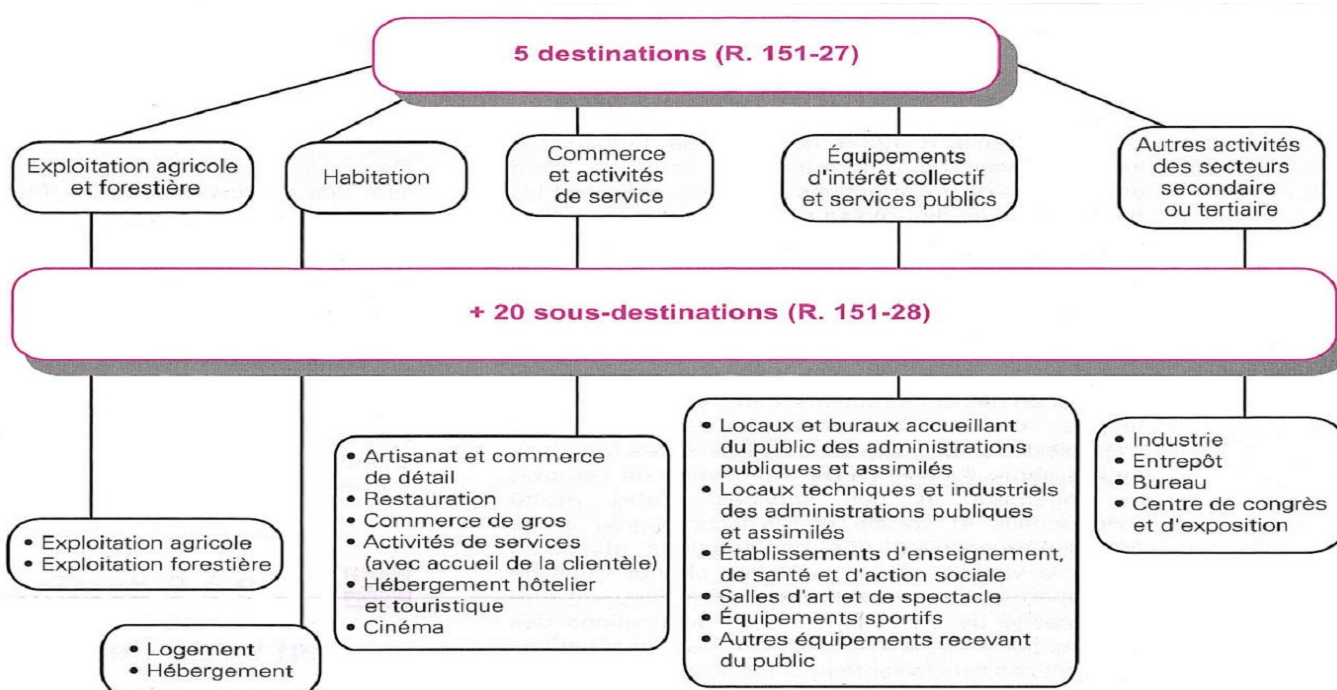 5 destinations (R. 151-27)
Exploitation agricole
et forestière
Habitation
Commerce
et activités
de service
Équipements
d'intérêt collectif
et services publics
Autres activités
des secteurs
secondaire
ou tertiaire
+ 20 sous-destinations (R. 151-28)
• Exploitation agricole
• Exploitation forestière
• Logement
• Hébergement
• Artisanat et commerce
de détail
• Restauration
• Commerce de gros
• Activités de services
(avec accueil de la clientèle)
• Hébergement hôtelier
et touristique
• Cinéma
• Locaux et buraux accueillant
du public des administrations
publiques et assimilés
• Locaux techniques et industriels
des administrations publiques
et assimilés
• Établissements d'enseignement,
de santé et d'action sociale
• Salles d'art et de spectacle
• Équipements sportifs
• Autres équipements recevant
du public
• Industrie
• Entrepôt
• Bureau
• Centre de congrès
et d'exposition